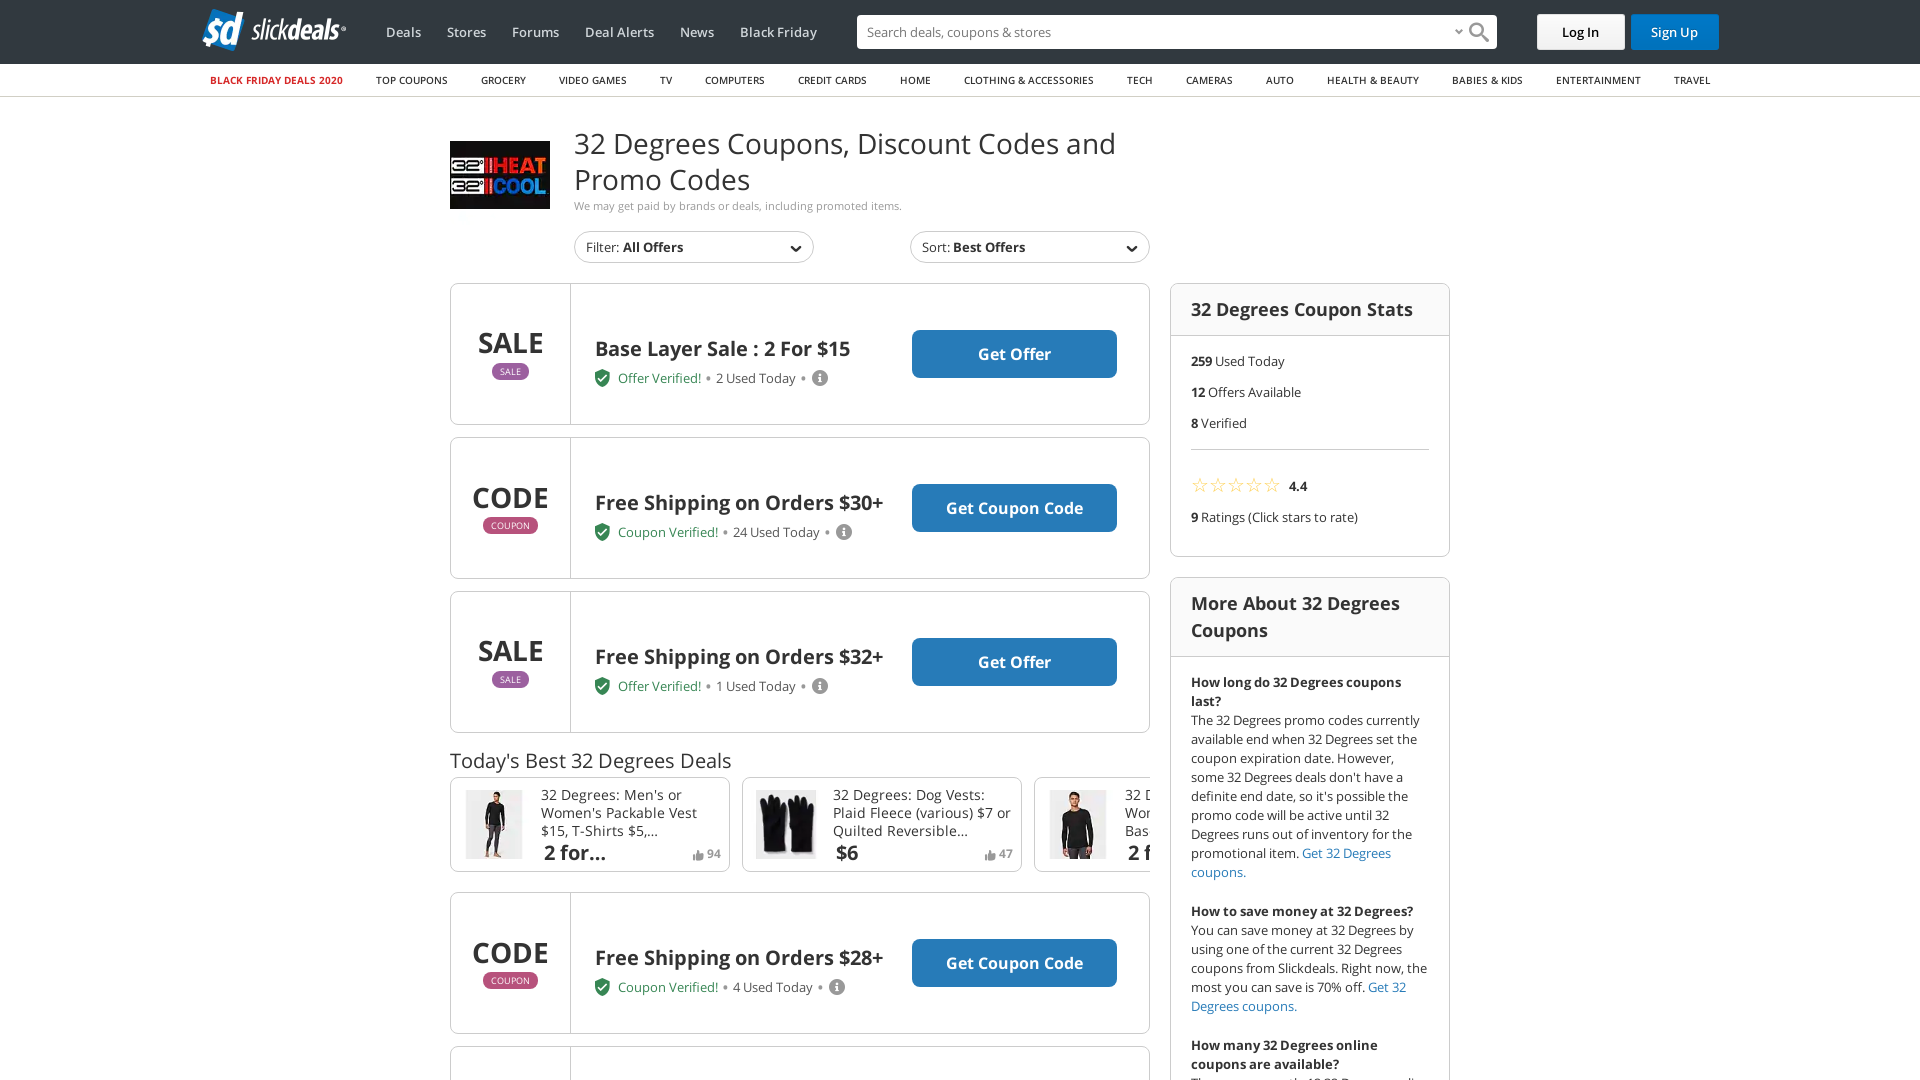 sd slickdeals
Deals
Stores
Forums
Deal Alerts
News
Black Friday
Search deals, coupons & stores
Log In
Sign Up
BLACK FRIDAY DEALS 2020
TOP COUPONS
GROCERY
VIDEO GAMES
TV
COMPUTERS
CREDIT CARDS
HOME
CLOTHING & ACCESSORIES
TECH
CAMERAS
AUTO
HEALTH & BEAUTY
BABIES & KIDS
ENTERTAINMENT
TRAVEL
32° HEAT
32° COOL
32 Degrees Coupons, Discount Codes and
Promo Codes
We may get paid by brands or deals, including promoted items.
Filter: All Offers
Sort: Best Offers
SALE
SALE
Base Layer Sale : 2 For $15
Offer Verified! • 2 Used Today •
Get Offer
CODE
COUPON
Free Shipping on Orders $30+
Coupon Verified! • 24 Used Today •
Get Coupon Code
SALE
SALE
Free Shipping on Orders $32+
Offer Verified! • 1 Used Today •
Get Offer
Today's Best 32 Degrees Deals
32 Degrees: Men's or
Women's Packable Vest
$15, T-Shirts $5,...
2 for...
94
32 Degrees: Dog Vests:
Plaid Fleece (various) $7 or
Quilted Reversible...
$6
47
32 D
Wor
Bas
2 f
CODE
COUPON
Free Shipping on Orders $28+
Coupon Verified! • 4 Used Today •
Get Coupon Code
32 Degrees Coupon Stats
259 Used Today
12 Offers Available
8 Verified
4.4
9 Ratings (Click stars to rate)
More About 32 Degrees
Coupons
How long do 32 Degrees coupons
last?
The 32 Degrees promo codes currently
available end when 32 Degrees set the
coupon expiration date. However,
some 32 Degrees deals don't have a
definite end date, so it's possible the
promo code will be active until 32
Degrees runs out of inventory for the
promotional item. Get 32 Degrees
coupons.
How to save money at 32 Degrees?
You can save money at 32 Degrees by
using one of the current 32 Degrees
coupons from Slickdeals. Right now, the
most you can save is 70% off. Get 32
Degrees coupons.
How many 32 Degrees online
coupons are available?